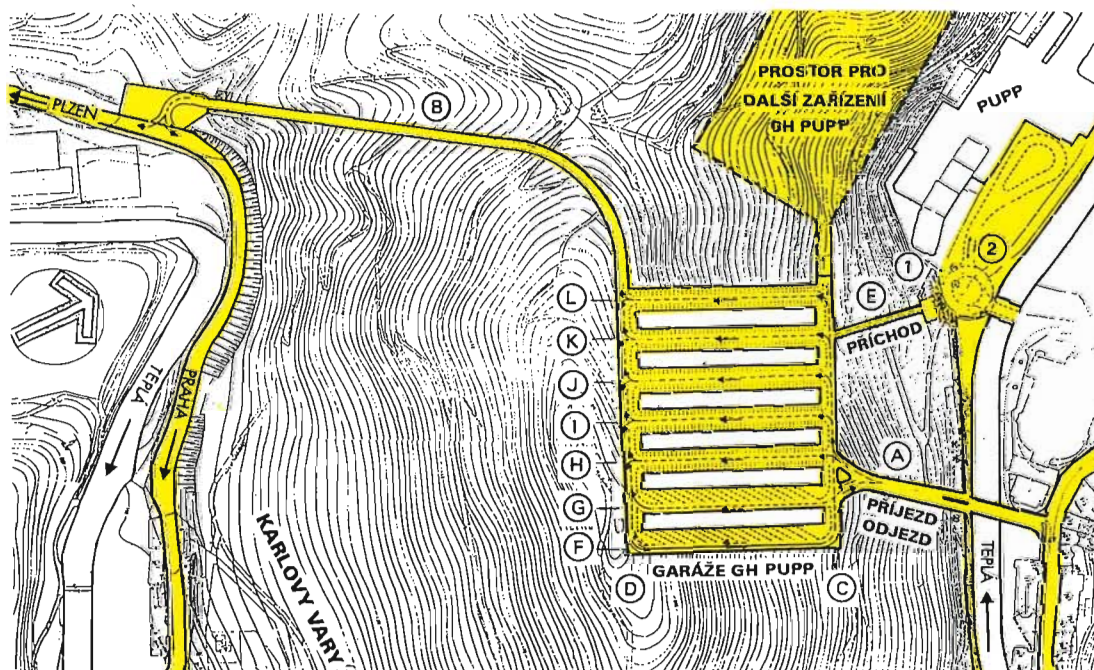 PLZEŇ
B
PROSTOR PRO
DALŠÍ ZAŘÍZENÍ
GH PUPP
PUPP
1
2
L
E
PŘÍCHOD
K
J
I
H
G
F
A
PŘÍJEZD
ODJEZD
TEPLÁ
PRAHA
KARLOVY VARY
D
GARÁŽE GH PUPP
C
TEPLÁ